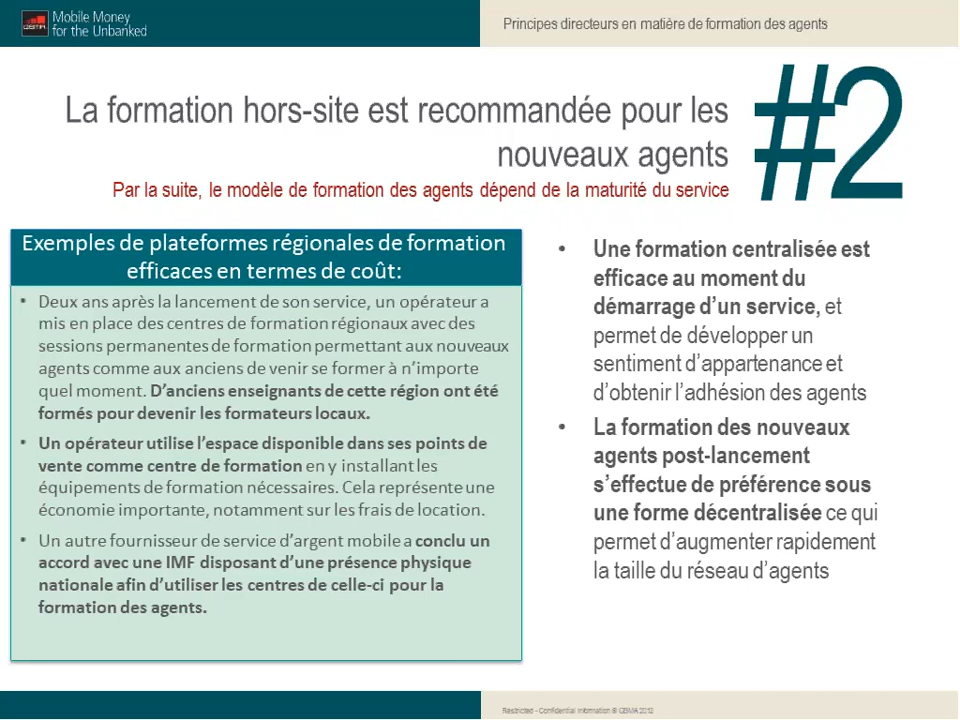 GSMA
Mobile Money
for the Unbanked
Principes directeurs en matière de formation des agents
#2
La formation hors-site est recommandée pour les
nouveaux agents
Par la suite, le modèle de formation des agents dépend de la maturité du service
Exemples de plateformes régionales de formation
efficaces en termes de coût:
• Deux ans après la lancement de son service, un opérateur a
mis en place des centres de formation régionaux avec des
sessions permanentes de formation permettant aux nouveaux
agents comme aux anciens de venir se former à n'importe
quel moment. D'anciens enseignants de cette région ont été
formés pour devenir les formateurs locaux.
• Un opérateur utilise l'espace disponible dans ses points de
vente comme centre de formation en y installant les
équipements de formation nécessaires. Cela représente une
économie importante, notamment sur les frais de location.
• Un autre fournisseur de service d'argent mobile a conclu un
accord avec une IMF disposant d'une présence physique
nationale afin d'utiliser les centres de celle-ci pour la
formation des agents.
• Une formation centralisée est
efficace au moment du
démarrage d'un service, et
permet de développer un
sentiment d'appartenance et
d'obtenir l'adhésion des agents
• La formation des nouveaux
agents post-lancement
s'effectue de préférence sous
une forme décentralisée ce qui
permet d'augmenter rapidement
la taille du réseau d'agents
Restricted - Confidential Information © GSMA 2012